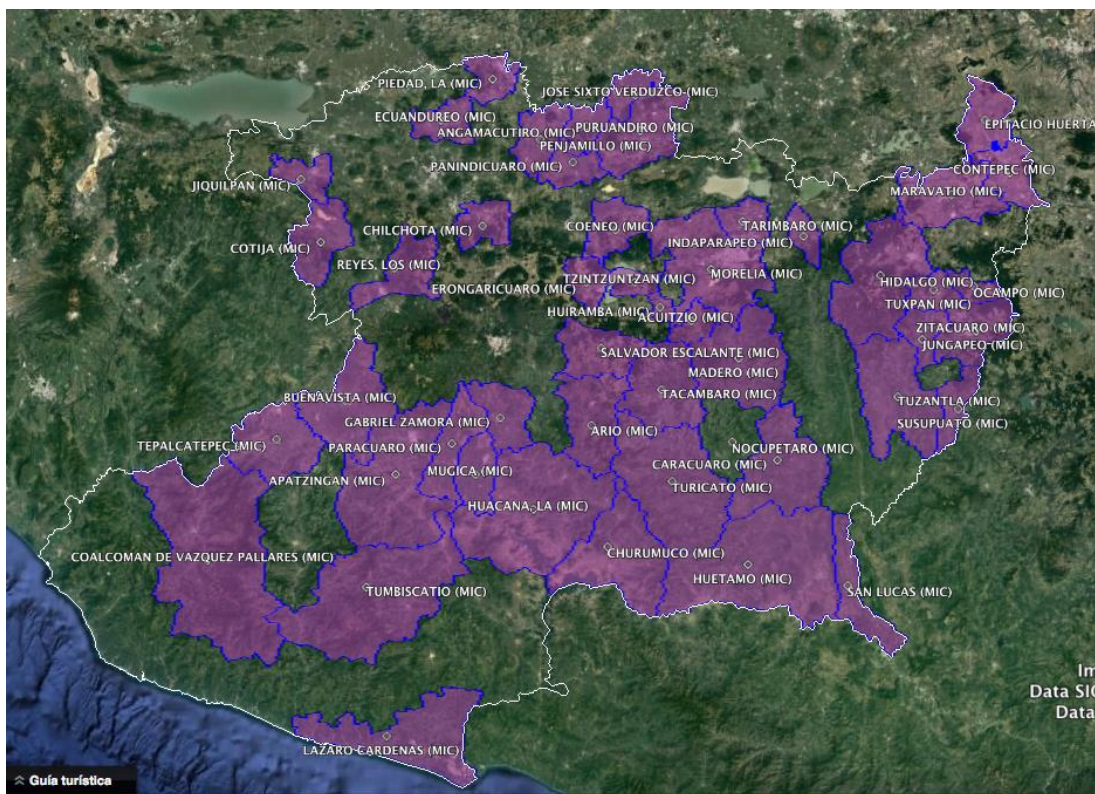 PIEDAD, LA (MIC)
JOSE SIXTO VERDUZCO (MIC)
ECUANDUREO (MIC)
EPITACIO HUERTA
ANGAMACUTIRO (MIC)
PURUANDIRO (MIC)
PENJAMILLO (MIC)
PANINDICUARO (MIC)
CONTEPEC (MIC)
JIQUILPAN (MIC)
MARAVATIO (MIC)
CHILCHOTA (MIC)
COENEO (MIC)
TARIMBARO (MIC)
COTIJA (MIC)
INDAPARAPEO (MIC)
REYES, LOS (MIC)
TZINTZUNTZAN (MIC)
MORELIA (MIC)
HIDALGO (MIC)
ERONGARICUARO (MIC)
OCAMPO (MIC)
TUXPAN (MIC)
HUIRAMBA (MIC)
ACUITZIO (MIC)
ZITACUARO (MIC)
JUNGAPEO (MIC)
SALVADOR ESCALANTE (MIC)
MADERO (MIC)
TACAMBARO (MIC)
BUENAVISTA (MIC)
TUZANTLA (MIC)
GABRIEL ZAMORA (MIC)
SUSUPUATO (MIC)
ARIO (MIC)
TEPALCATEPEC (MIC)
PARACUARO (MIC)
NOCUPETARO (MIC)
CARACUARO (MIC)
MUGICA (MIC)
APATZINGAN (MIC)
TURICATO (MIC)
HUACANA, LA (MIC)
COALCOMAN DE VAZQUEZ PALLARES (MIC)
CHURUMUCO (MIC)
HUETAMO (MIC)
TUMBISCATIO (MIC)
SAN LUCAS (MIC)
Im
Data SIO
Data
LAZARO CARDENAS (MIC)
Guía turística